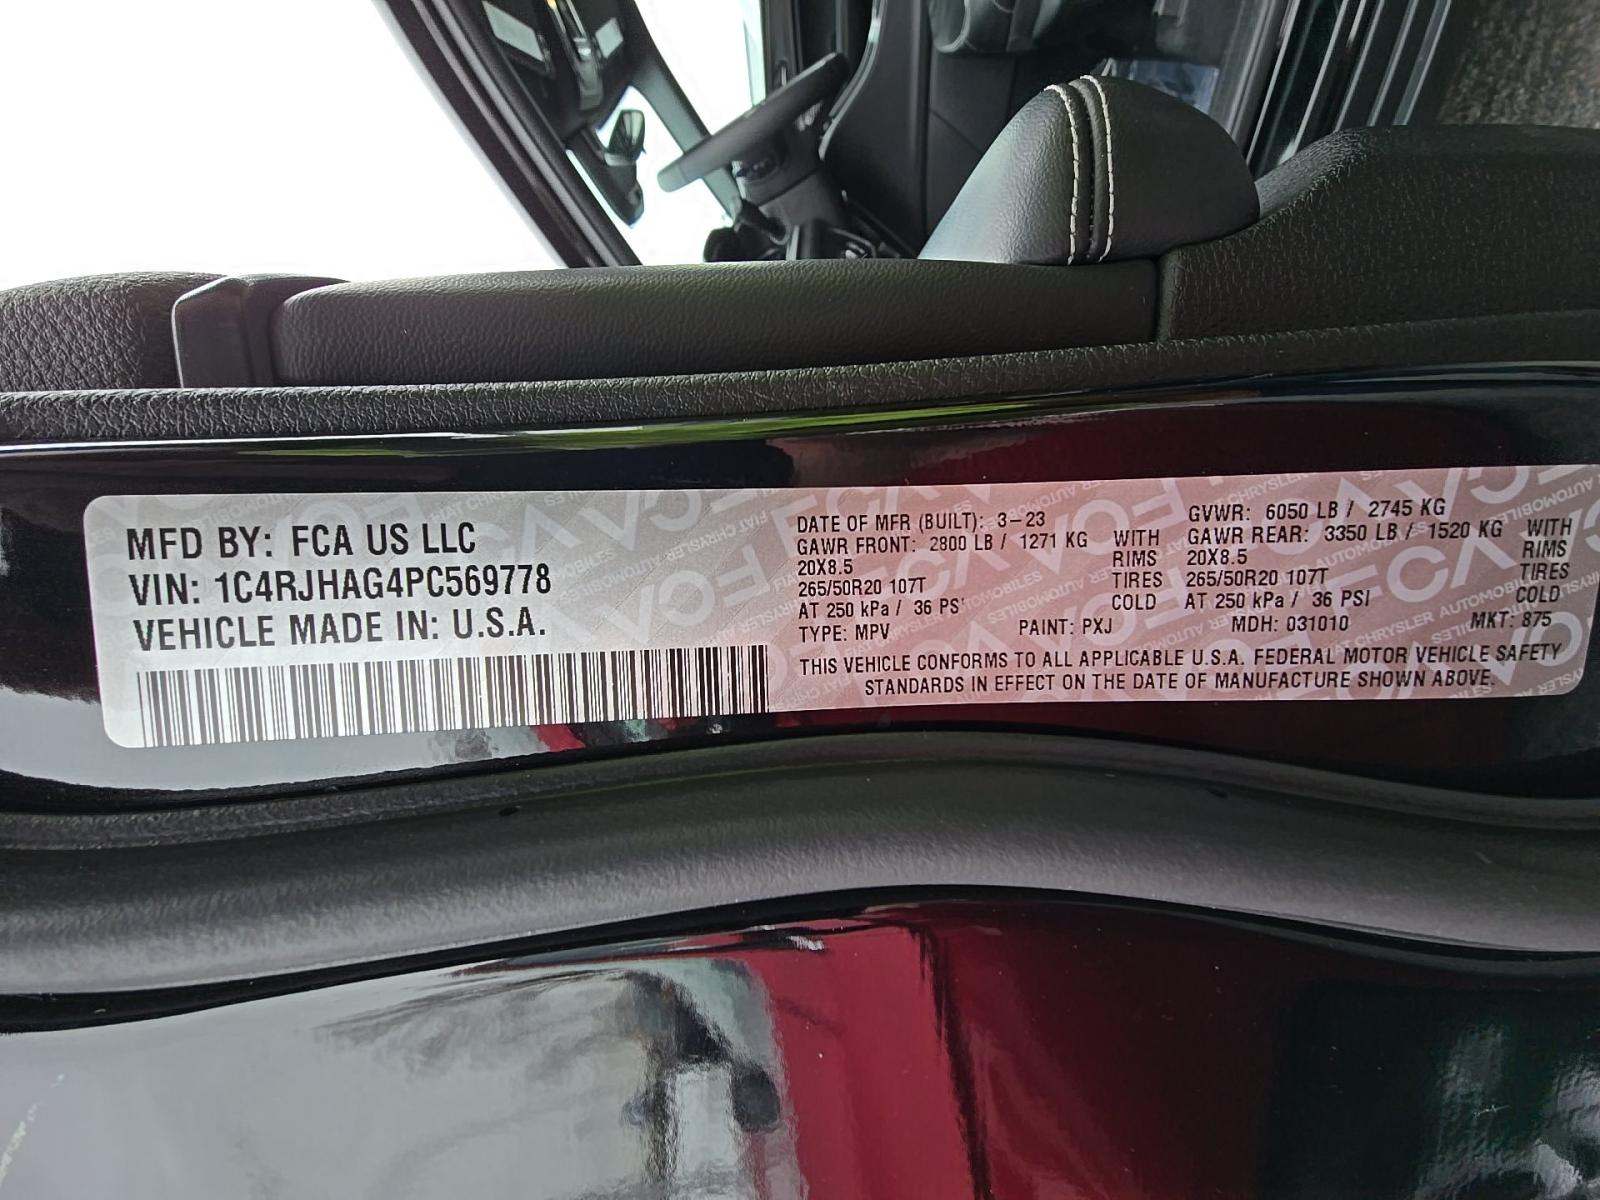 MFD BY: FCA US LLC
VIN: 1C4RJHAG4PC569778
VEHICLE MADE IN: U.S.A.
DATE OF MFR (BUILT): 3-23 GVWR: 6050 LB / 2745 KG
GAWR FRONT: 2800 LB / 1271 KG WITH GAWR REAR: 3350 LB / 1520 KG WITH
20X8.5 RIMS 20X8.5 RIMS
265/50R20 107T TIRES 265/50R20 107T TIRES
AT 250 kPa / 36 PSI COLD AT 250 kPa / 36 PSI COLD
TYPE: MPV PAINT: PXJ MDH: 031010 MKT: 875
THIS VEHICLE CONFORMS TO ALL APPLICABLE U.S.A. FEDERAL MOTOR VEHICLE SAFETY
STANDARDS IN EFFECT ON THE DATE OF MANUFACTURE SHOWN ABOVE.